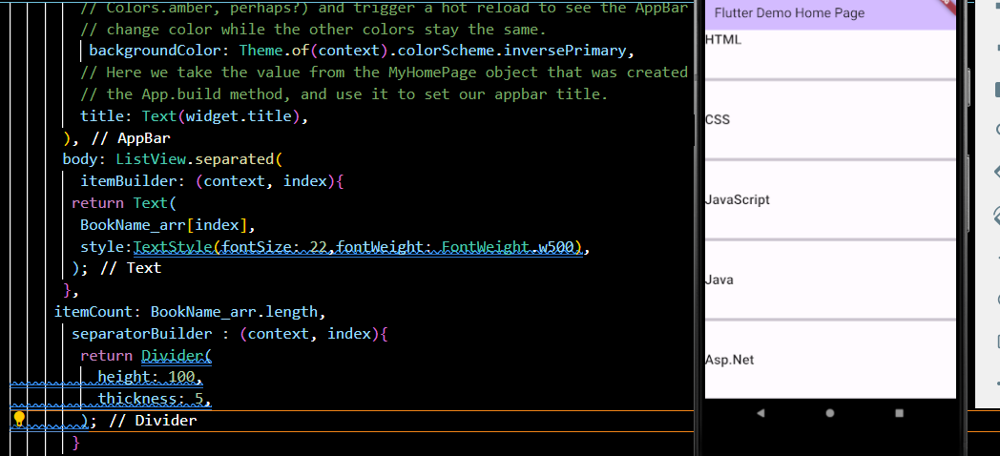 // Colors.amber, perhaps?) and trigger a hot reload to see the AppBar
// change color while the other colors stay the same.
backgroundColor: Theme.of(context).colorScheme.inversePrimary,
// Here we take the value from the MyHomePage object that was created
// the App.build method, and use it to set our appbar title.
title: Text(widget.title),
), // AppBar
body: ListView.separated(
itemBuilder: (context, index){
return Text(
BookName_arr[index],
style:TextStyle(fontSize: 22,fontWeight: FontWeight.w500),
); // Text
},
itemCount: BookName_arr.length,
separatorBuilder : (context, index){
return Divider(
height: 100,
thickness: 5,
); // Divider
}
Flutter Demo Home Page
HTML
CSS
JavaScript
Java
Asp.Net